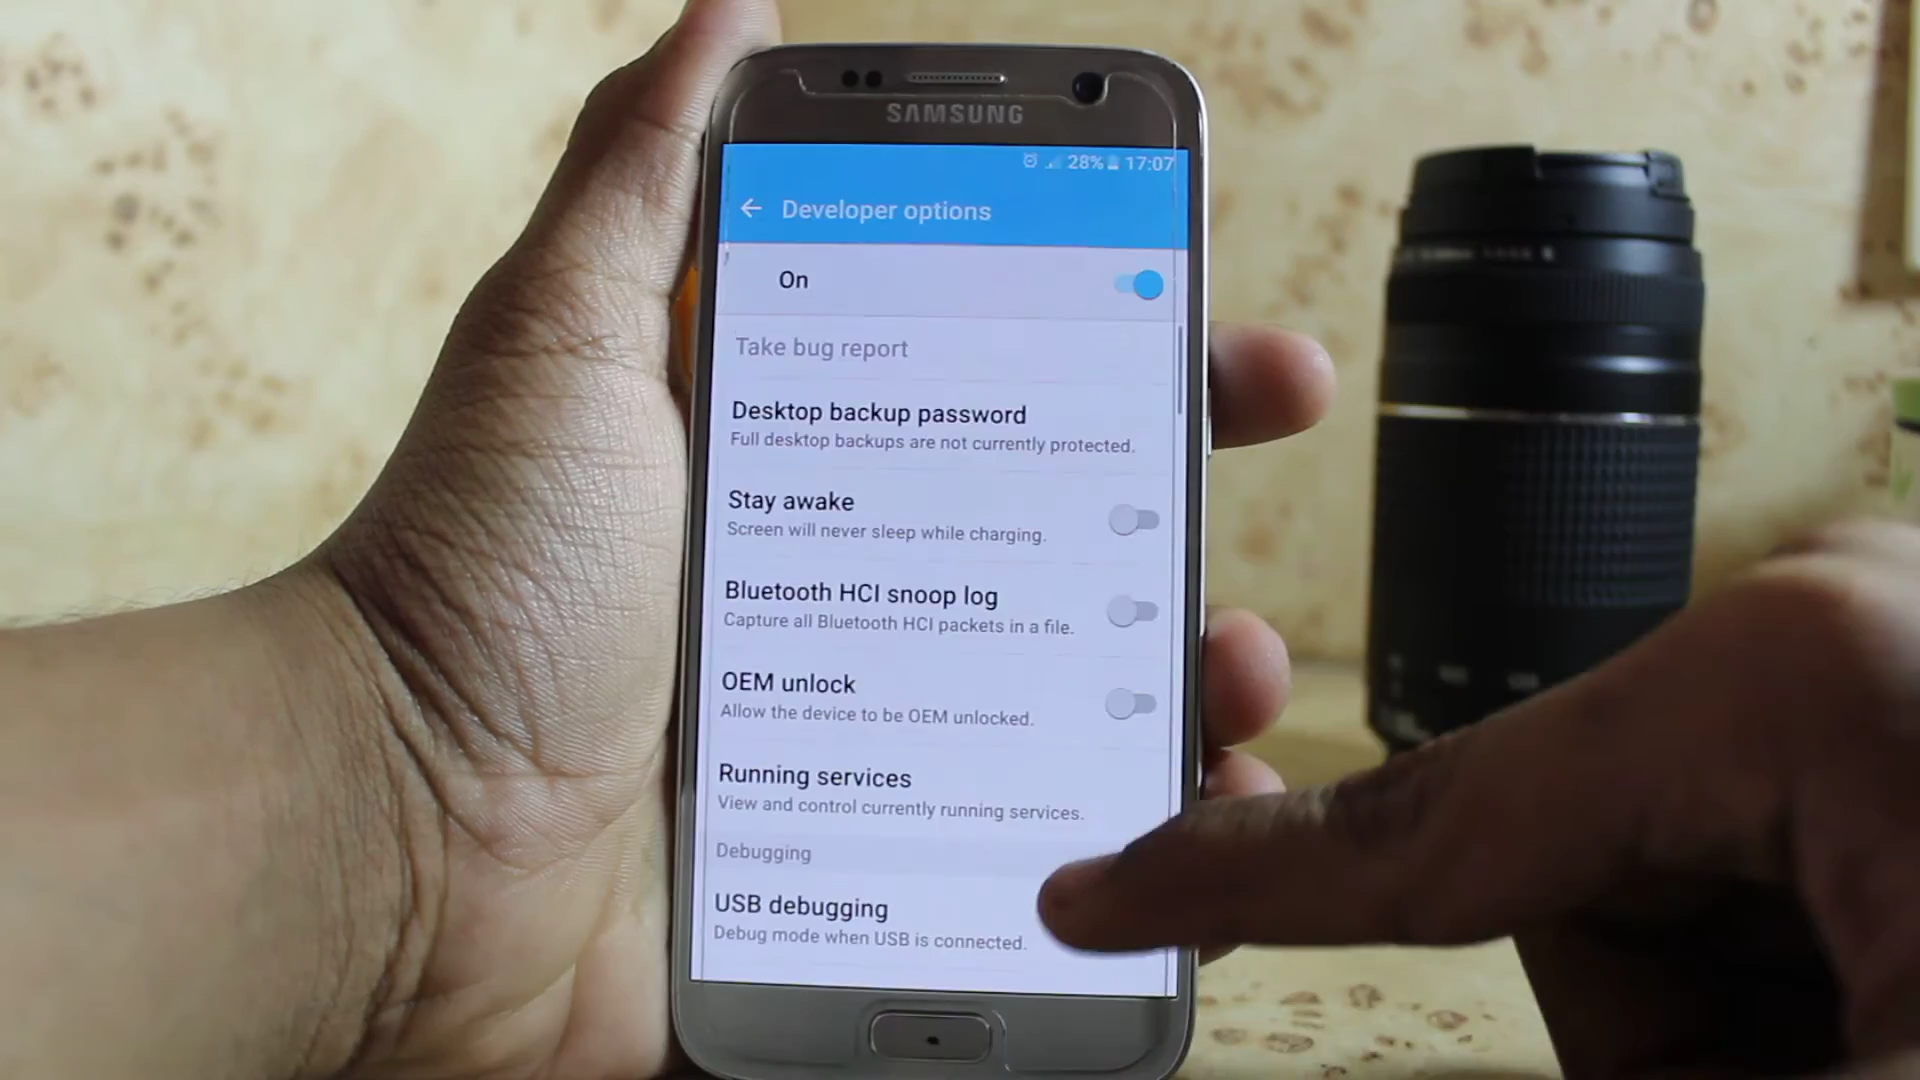 SAMSUNG
28% 17:07
Developer options
On
Take bug report
Desktop backup password
Full desktop backups are not currently protected.
Stay awake
Screen will never sleep while charging.
Bluetooth HCI snoop log
Capture all Bluetooth HCI packets in a file.
OEM unlock
Allow the device to be OEM unlocked.
Running services
View and control currently running services.
Debugging
USB debugging
Debug mode when USB is connected.